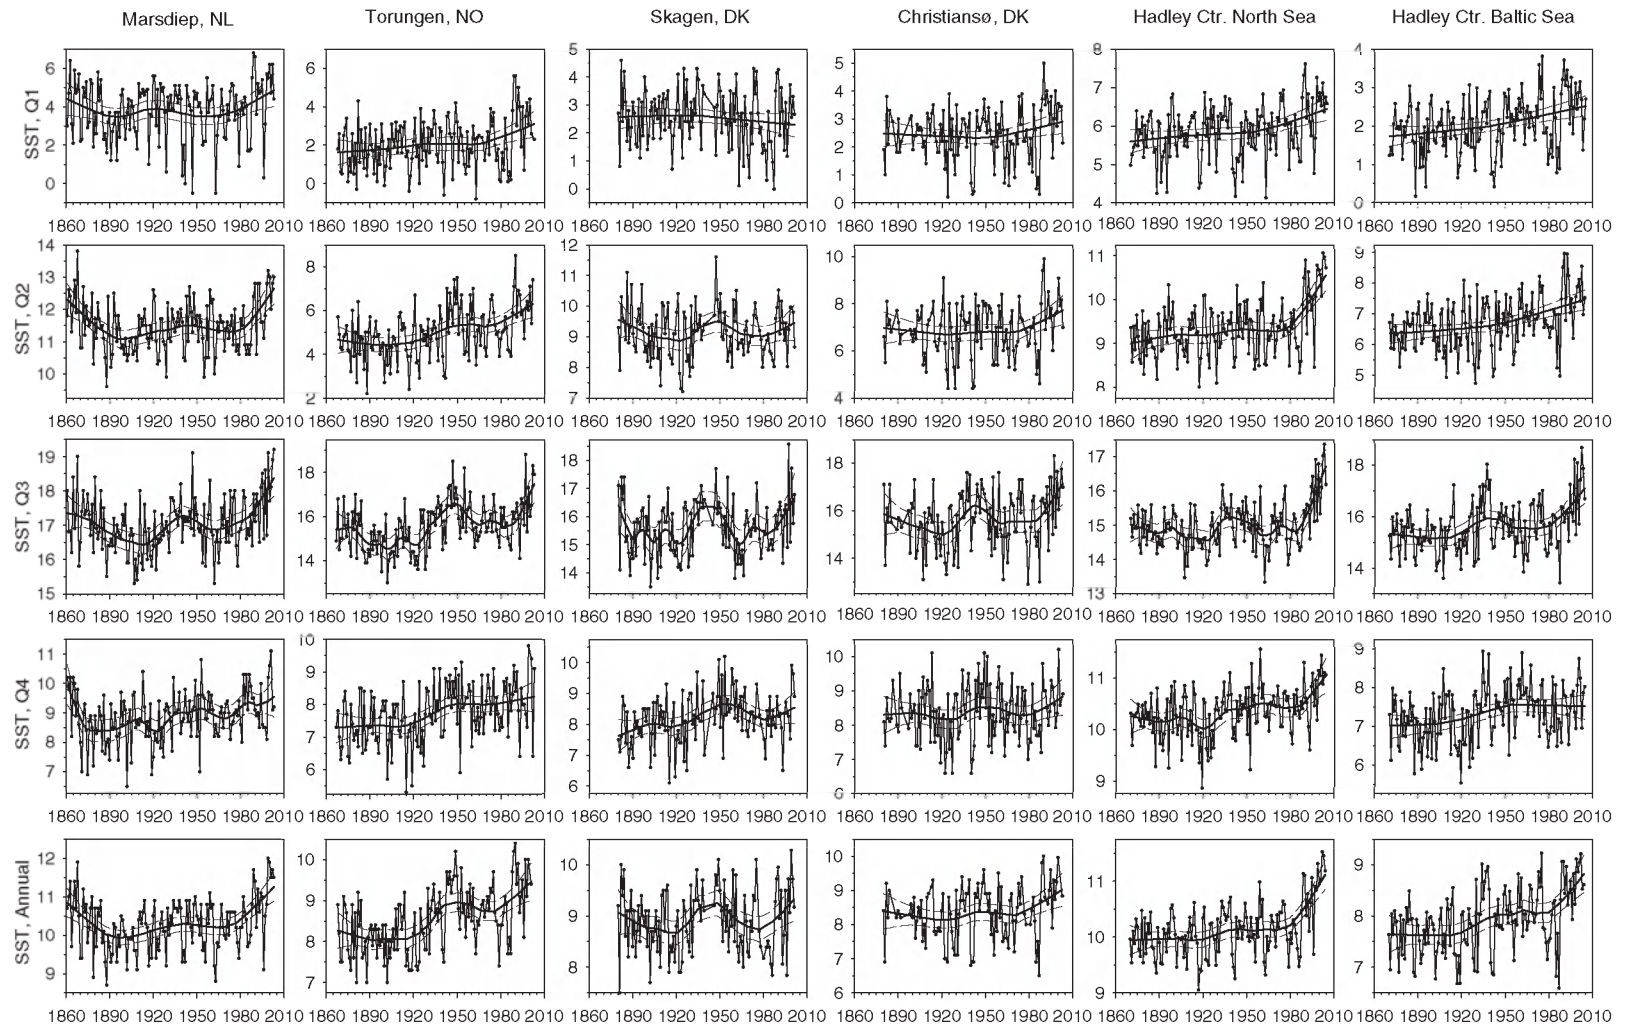 Marsdiep, NL Torungen, NO Skagen, DK Christiansø, DK Hadley Ctr. North Sea Hadley Ctr. Baltic Sea
SST, Q1
6 4 2 0
6 4 2 0
5 4 3 2 1 0
5 4 3 2 1 0
8 7 6 5 4
4 3 2 1 0
1860 1890 1920 1950 1980 2010 1860 1890 1920 1950 1980 2010 1860 1890 1920 1950 1980 2010 1860 1890 1920 1950 1980 2010 1860 1890 1920 1950 1980 2010 1860 1890 1920 1950 1980 2010
SST, Q2
14 13 12 11 10
8 6 4 2
12 11 10 9 8 7
10 8 6 4
11 10 9 8
9 8 7 6 5
1860 1890 1920 1950 1980 2010 1860 1890 1920 1950 1980 2010 1860 1890 1920 1950 1980 2010 1860 1890 1920 1950 1980 2010 1860 1890 1920 1950 1980 2010 1860 1890 1920 1950 1980 2010
SST, Q3
19 18 17 16 15
18 16 14
18 17 16 15 14
18 16 14
17 16 15 14 13
18 16 14
1860 1890 1920 1950 1980 2010 1860 1890 1920 1950 1980 2010 1860 1890 1920 1950 1980 2010 1860 1890 1920 1950 1980 2010 1860 1890 1920 1950 1980 2010 1860 1890 1920 1950 1980 2010
SST, Q4
11 10 9 8 7
10 9 8 7 6
10 9 8 7 6
10 9 8 7 6
11 10 9
9 8 7 6
1860 1890 1920 1950 1980 2010 1860 1890 1920 1950 1980 2010 1860 1890 1920 1950 1980 2010 1860 1890 1920 1950 1980 2010 1860 1890 1920 1950 1980 2010 1860 1890 1920 1950 1980 2010
SST, Annual
12 11 10 9
10 9 8 7
10 9 8
10 9 8 7 6
11 10 9
9 8 7
1860 1890 1920 1950 1980 2010 1860 1890 1920 1950 1980 2010 1860 1890 1920 1950 1980 2010 1860 1890 1920 1950 1980 2010 1860 1890 1920 1950 1980 2010 1860 1890 1920 1950 1980 2010